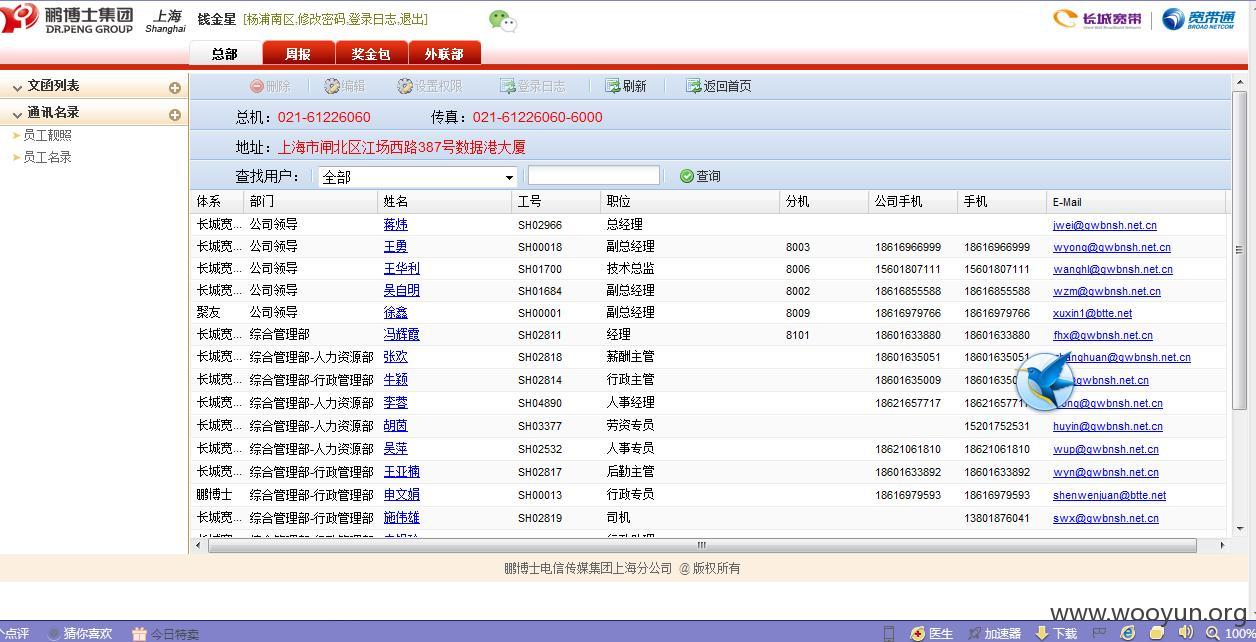 鹏博士集团 DR.PENG GROUP 上海 Shanghai 钱金星 [杨浦南区,修改密码,登录日志,退出] 长城宽带 宽带通 BROAD NETCOM
总部 周报 奖金包 外联部
文函列表
通讯名录
员工靓照
员工名录
删除 编辑 设置权限 登录日志 刷新 返回首页
总机：021-61226060 传真：021-61226060-6000
地址：上海市闸北区江场西路387号数据港大厦
查找用户： 全部 查询
体系 部门 姓名 工号 职位 分机 公司手机 手机 E-Mail
长城宽... 公司领导 蒋炜 SH02966 总经理 jwei@gwbnsh.net.cn
长城宽... 公司领导 王勇 SH00018 副总经理 8003 18616966999 18616966999 wyong@gwbnsh.net.cn
长城宽... 公司领导 王华利 SH01700 技术总监 8006 15601807111 15601807111 wanghl@gwbnsh.net.cn
长城宽... 公司领导 吴自明 SH01684 副总经理 8002 18616855588 18616855588 wzm@gwbnsh.net.cn
聚友 公司领导 徐鑫 SH00001 副总经理 8009 18616979766 18616979766 xuxin1@btte.net
长城宽... 综合管理部 冯辉霞 SH02811 经理 8101 18601633880 18601633880 fhx@gwbnsh.net.cn
长城宽... 综合管理部-人力资源部 张欢 SH02818 薪酬主管 18601635051 18601635051 zhanghuan@gwbnsh.net.cn
长城宽... 综合管理部-行政管理部 牛颖 SH02814 行政主管 18601635009 186016350 @gwbnsh.net.cn
长城宽... 综合管理部-人力资源部 李蓉 SH04890 人事经理 18621657717 1862165771 ong@gwbnsh.net.cn
长城宽... 综合管理部-人力资源部 胡茵 SH03377 劳资专员 15201752531 huyin@gwbnsh.net.cn
长城宽... 综合管理部-人力资源部 吴萍 SH02532 人事专员 18621061810 18621061810 wup@gwbnsh.net.cn
长城宽... 综合管理部-行政管理部 王亚楠 SH02817 后勤主管 18601633892 18601633892 wyn@gwbnsh.net.cn
鹏博士 综合管理部-行政管理部 申文娟 SH00013 行政专员 18616979593 18616979593 shenwenjuan@btte.net
长城宽... 综合管理部-行政管理部 施伟雄 SH02819 司机 13801876041 swx@gwbnsh.net.cn
鹏博士电信传媒集团上海分公司 @ 版权所有
www.wooyun.org
点评 猜你喜欢 今日特卖 医生 加速器 下载 100%